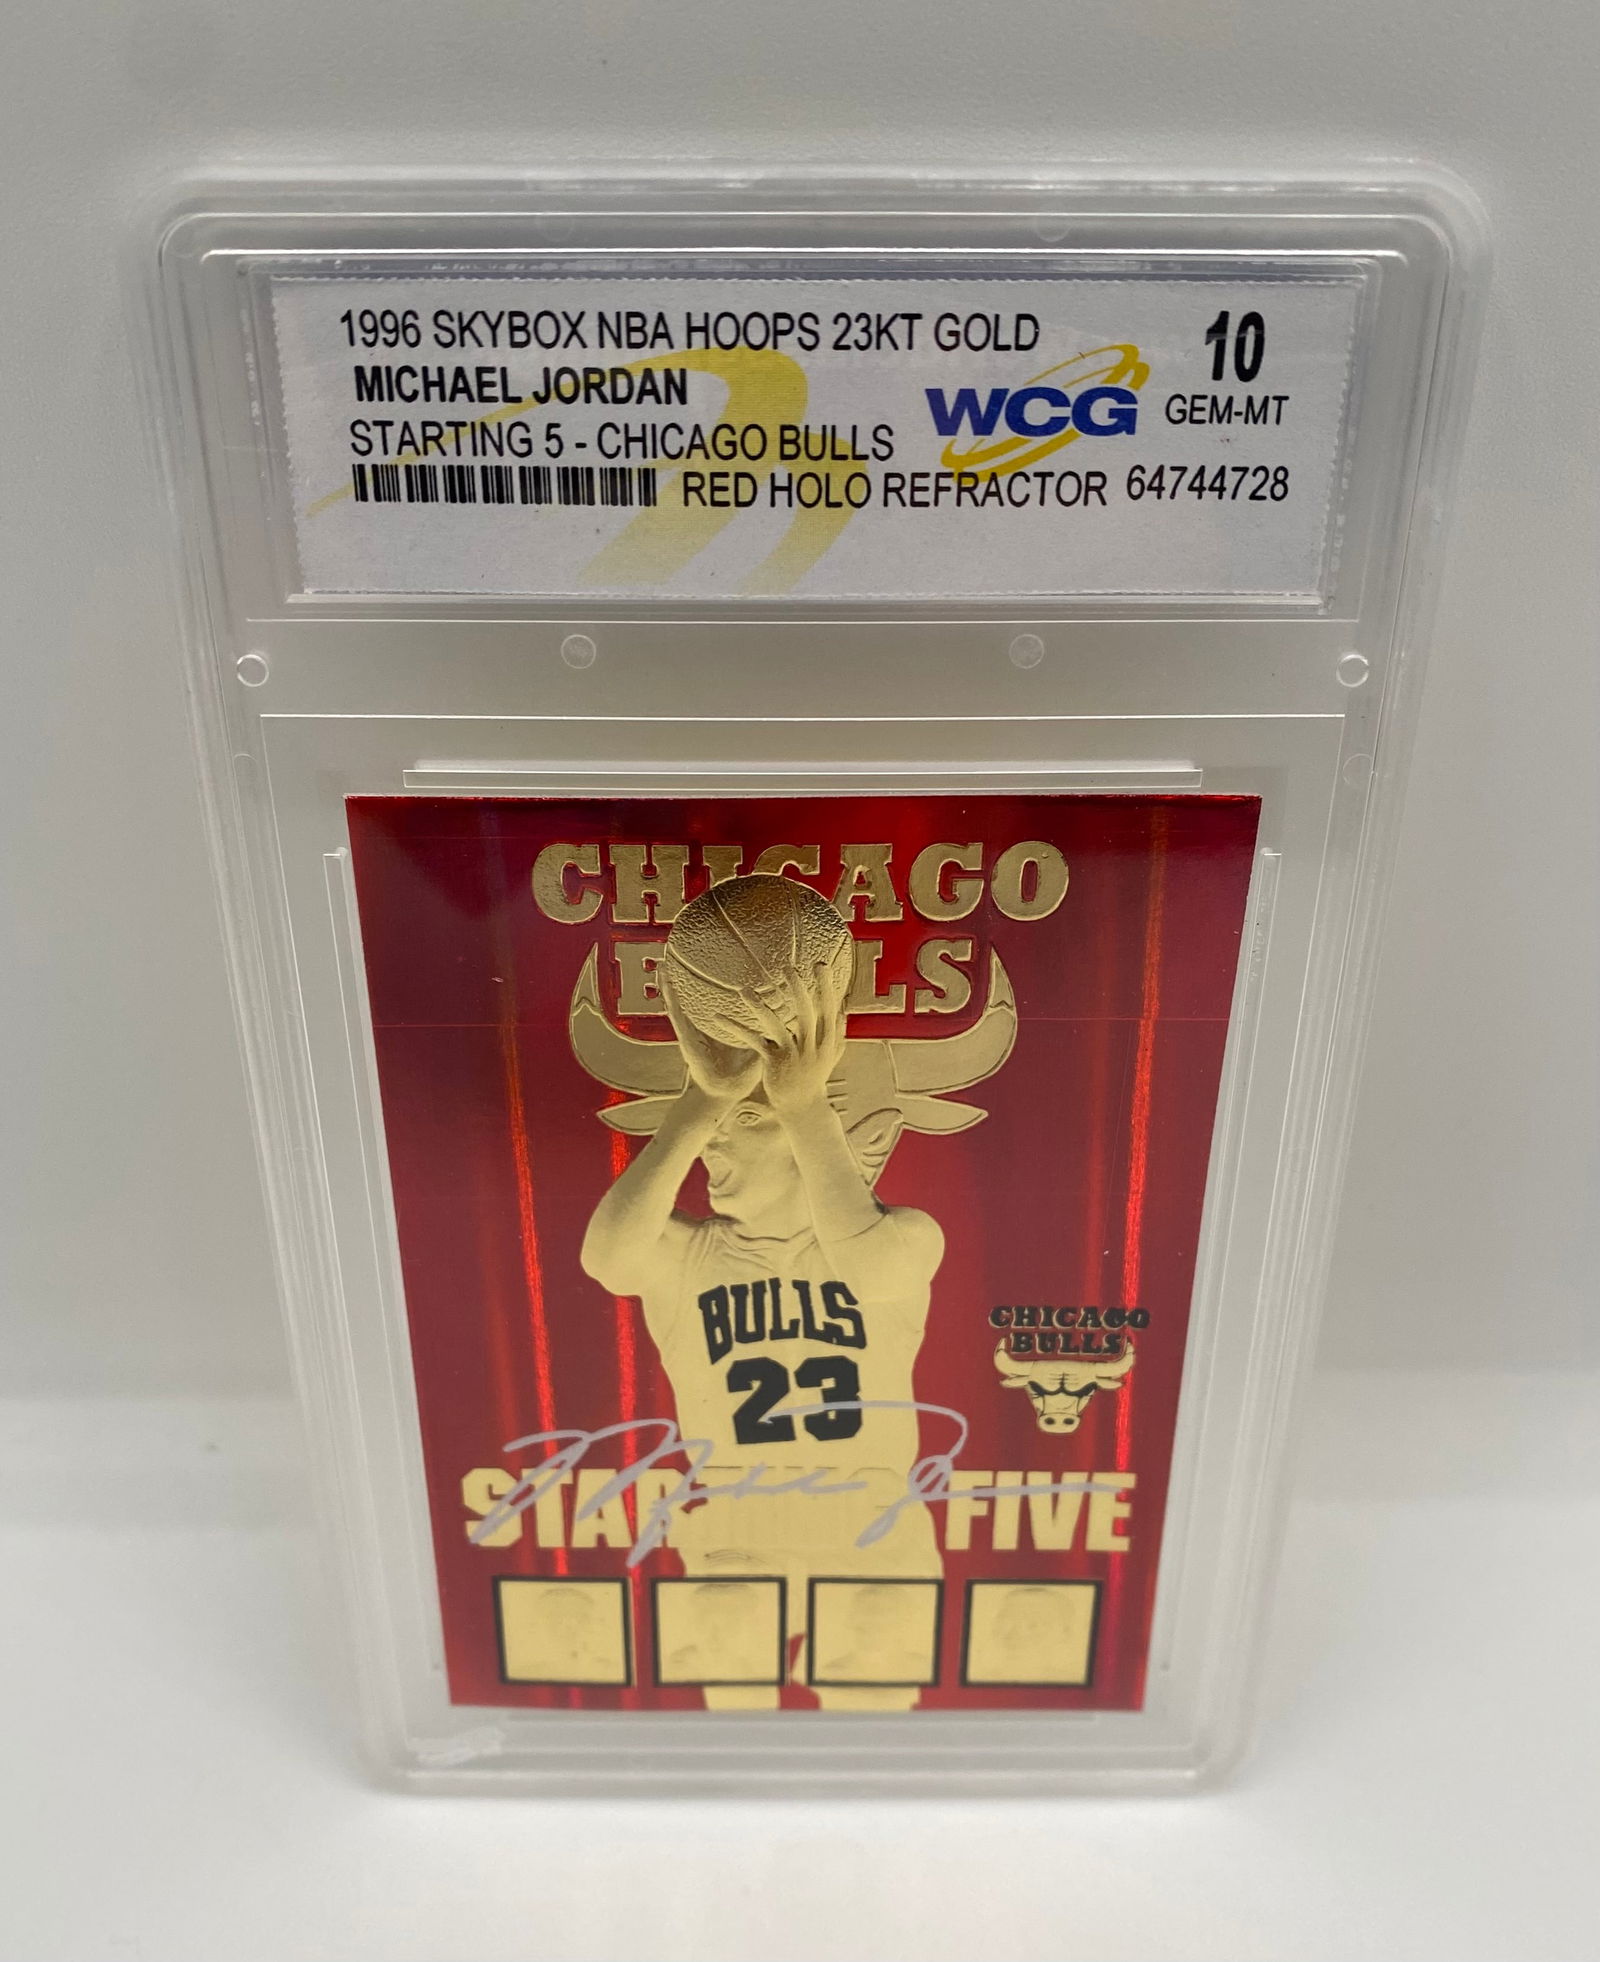 1996 SKYBOX NBA HOOPS 23KT GOLD
MICHAEL JORDAN
STARTING 5 - CHICAGO BULLS
RED HOLO REFRACTOR 64744728
WCG
10
GEM-MT
CHICAGO
BULLS
BULLS
23
CHICAGO
BULLS
STARTING FIVE